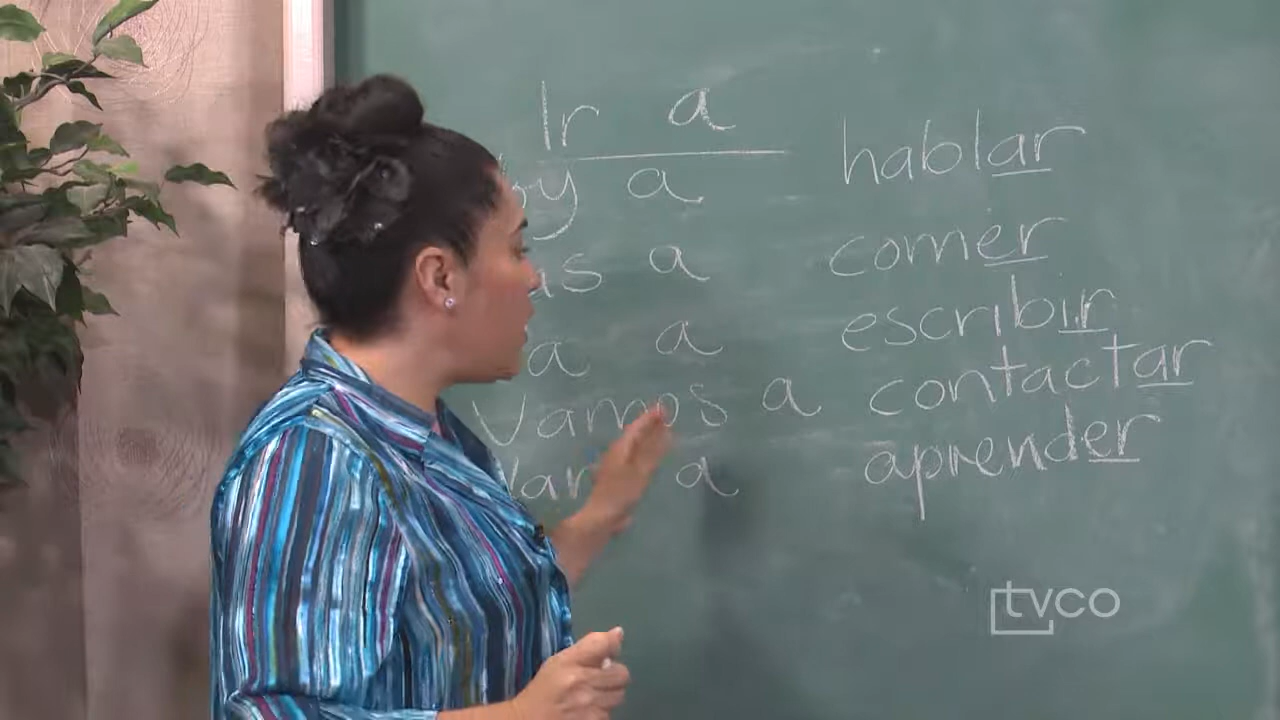 Ir a
a hablar
a comer
a a escribir
Vamos a contactar
a aprender
tvco